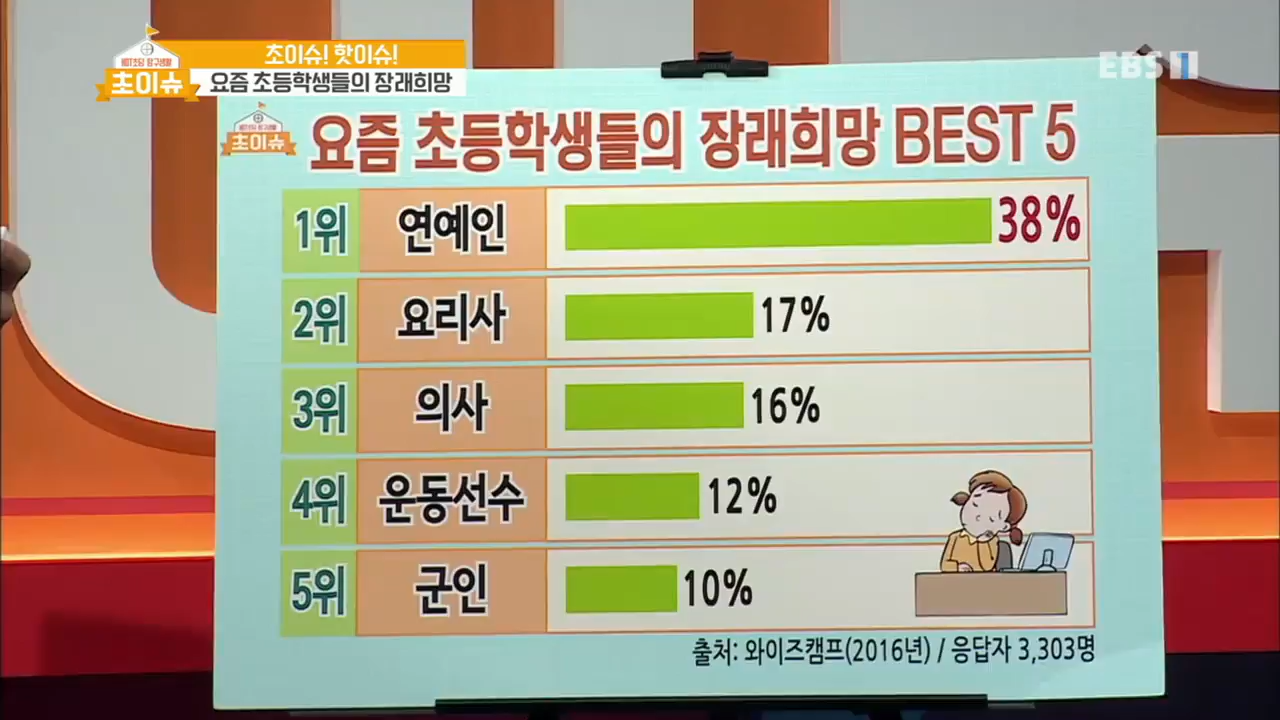 초이슈! 핫이슈!
초이슈
요즘 초등학생들의 장래희망
EBS 1
초이슈
요즘 초등학생들의 장래희망 BEST 5
1위 연예인 38%
2위 요리사 17%
3위 의사 16%
4위 운동선수 12%
5위 군인 10%
출처: 와이즈캠프(2016년) / 응답자 3,303명